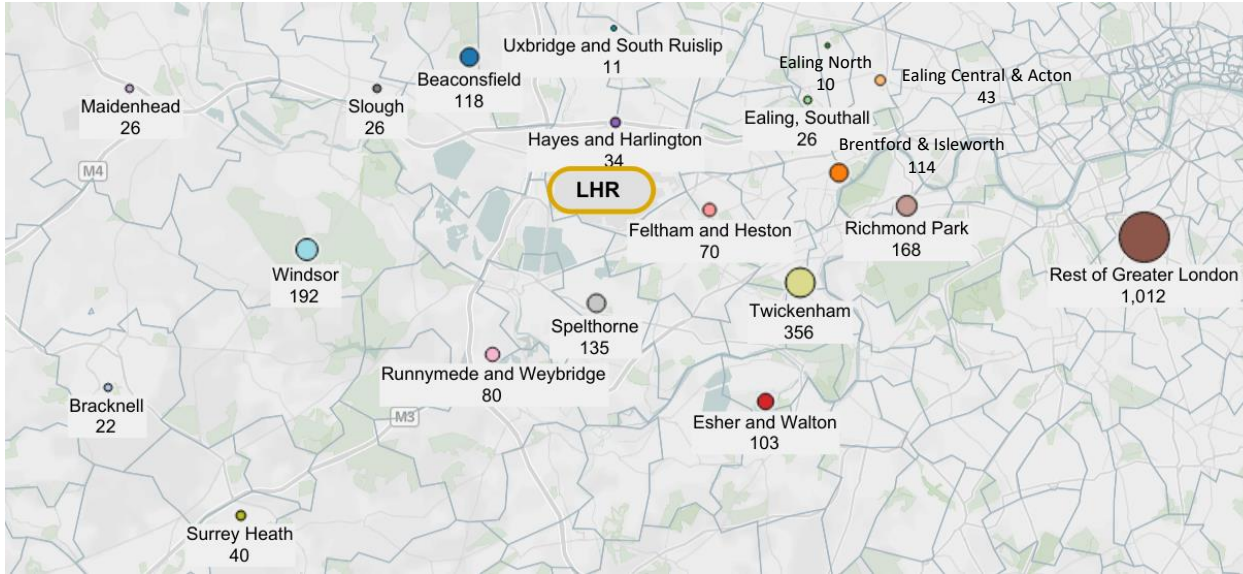 Uxbridge and South Ruislip
11
Beaconsfield
118
Ealing North
10
Ealing Central & Acton
43
Maidenhead
26
Slough
26
Hayes and Harlington
34
Ealing, Southall
26
Brentford & Isleworth
114
M4
LHR
Feltham and Heston
70
Richmond Park
168
Windsor
192
Rest of Greater London
1,012
Twickenham
356
Spelthorne
135
Runnymede and Weybridge
80
Bracknell
22
M3
Esher and Walton
103
Surrey Heath
40